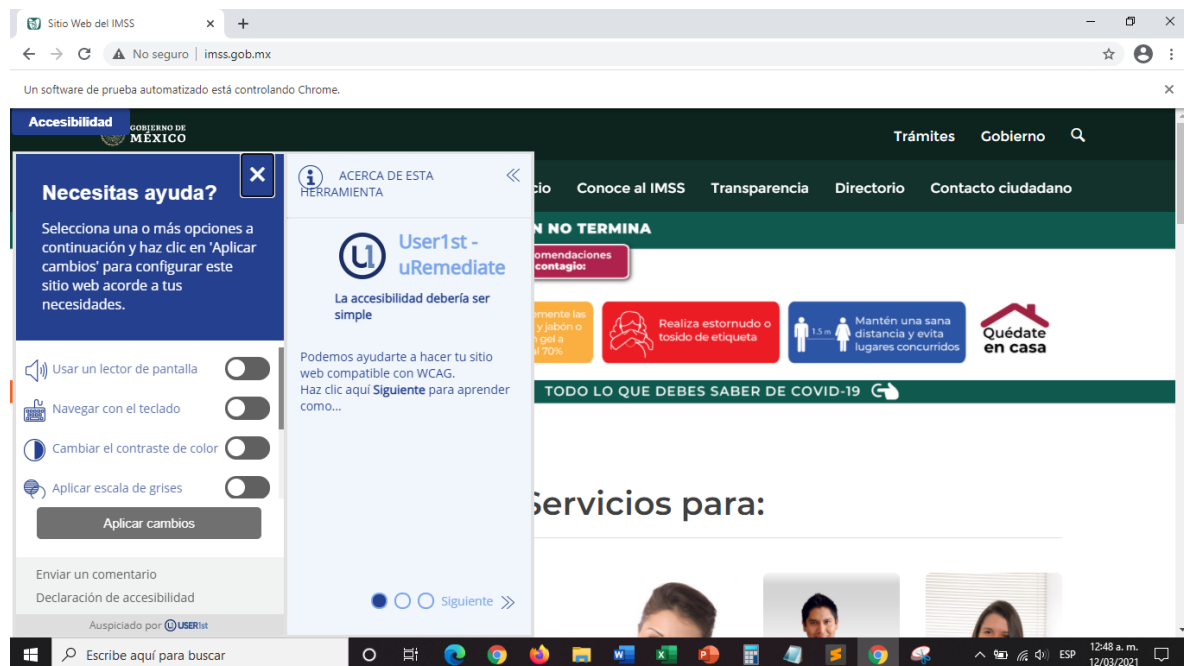 Sitio Web del IMSS
No seguro | imss.gob.mx
Un software de prueba automatizado está controlando Chrome.
Accesibilidad
GOBIERNO DE
MÉXICO
Trámites Gobierno
Conoce al IMSS Transparencia Directorio Contacto ciudadano
NO TERMINA
contagio:
Realiza estornudo o
tosido de etiqueta
1.5 m
Mantén una sana
distancia y evita
lugares concurridos
Quédate
en casa
TODO LO QUE DEBES SABER DE COVID-19
Servicios para:
Necesitas ayuda?
Selecciona una o más opciones a
continuación y haz clic en 'Aplicar
cambios' para configurar este
sitio web acorde a tus
necesidades.
Usar un lector de pantalla
Navegar con el teclado
Cambiar el contraste de color
Aplicar escala de grises
Aplicar cambios
Enviar un comentario
Declaración de accesibilidad
Auspiciado por USER1st
ACERCA DE ESTA
HERRAMIENTA
User1st -
uRemediate
La accesibilidad debería ser
simple
Podemos ayudarte a hacer tu sitio
web compatible con WCAG.
Haz clic aquí Siguiente para aprender
como...
Siguiente
Escribe aquí para buscar
ESP
12:48 a. m.
12/03/2021